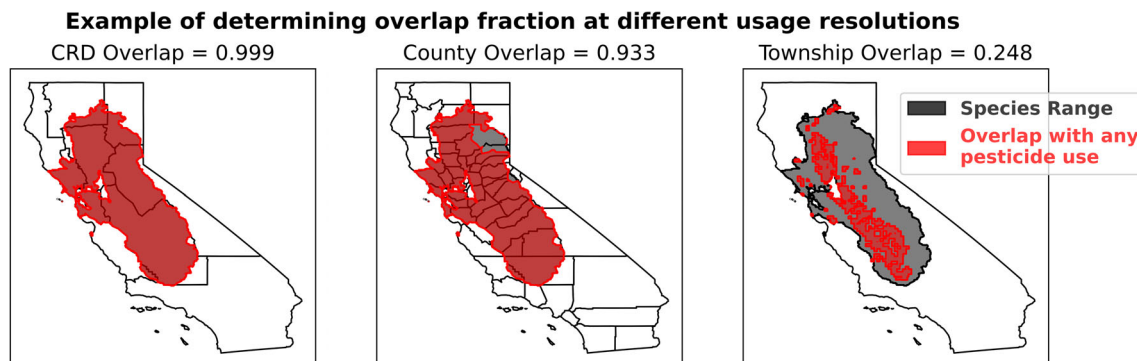 Example of determining overlap fraction at different usage resolutions
CRD Overlap = 0.999
County Overlap = 0.933
Township Overlap = 0.248
Species Range
Overlap with any
pesticide use